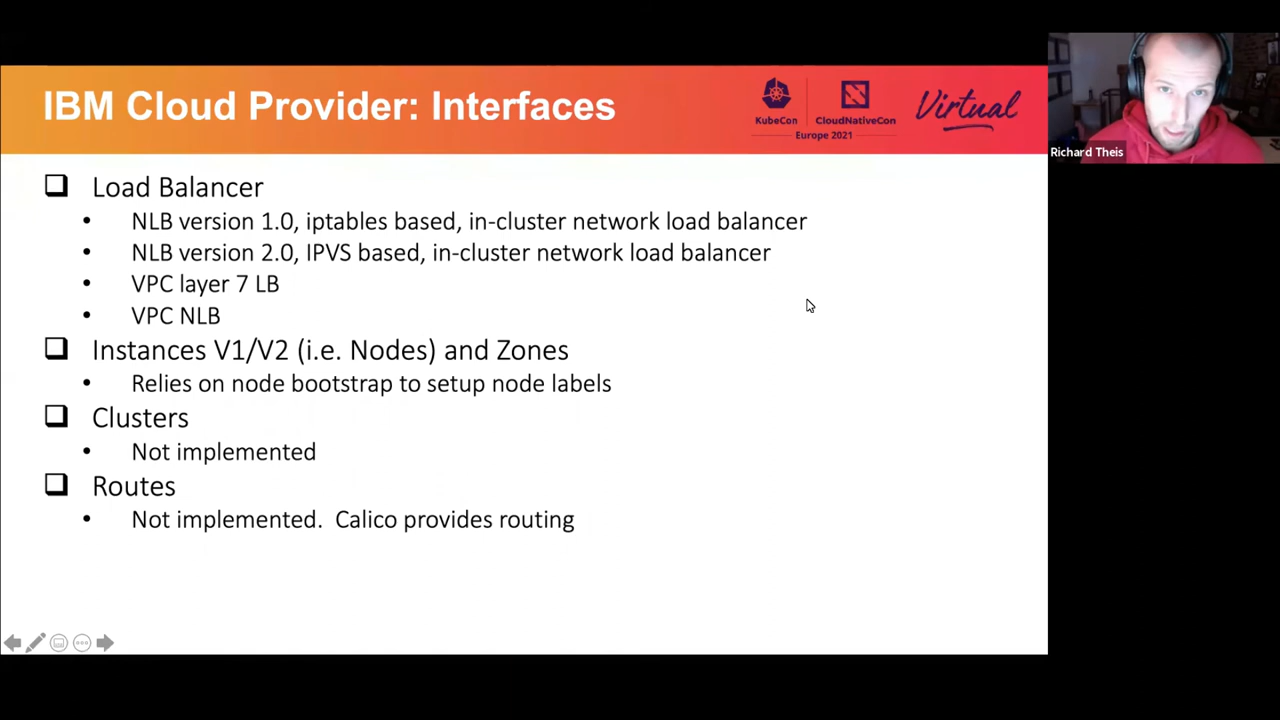 IBM Cloud Provider: Interfaces
KubeCon
CloudNativeCon
Europe 2021
Virtual
Richard Theis
Load Balancer
• NLB version 1.0, iptables based, in-cluster network load balancer
• NLB version 2.0, IPVS based, in-cluster network load balancer
• VPC layer 7 LB
• VPC NLB
Instances V1/V2 (i.e. Nodes) and Zones
• Relies on node bootstrap to setup node labels
Clusters
• Not implemented
Routes
• Not implemented. Calico provides routing